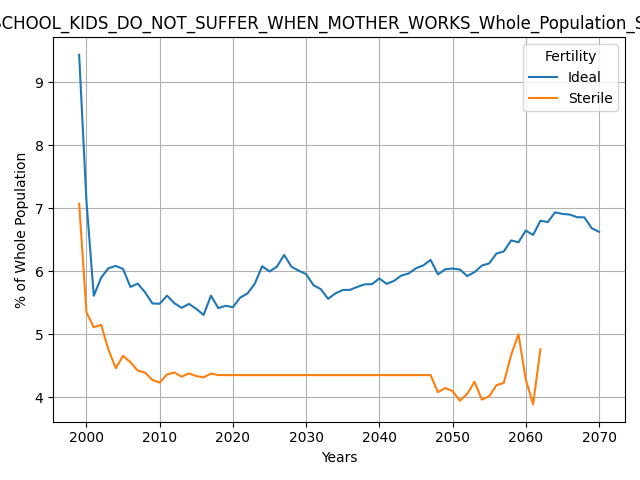 SCHOOL_KIDS_DO_NOT_SUFFER_WHEN_MOTHER_WORKS_Whole_Population_S
Fertility
Ideal
Sterile
% of Whole Population
9
8
7
6
5
4
2000 2010 2020 2030 2040 2050 2060 2070
Years